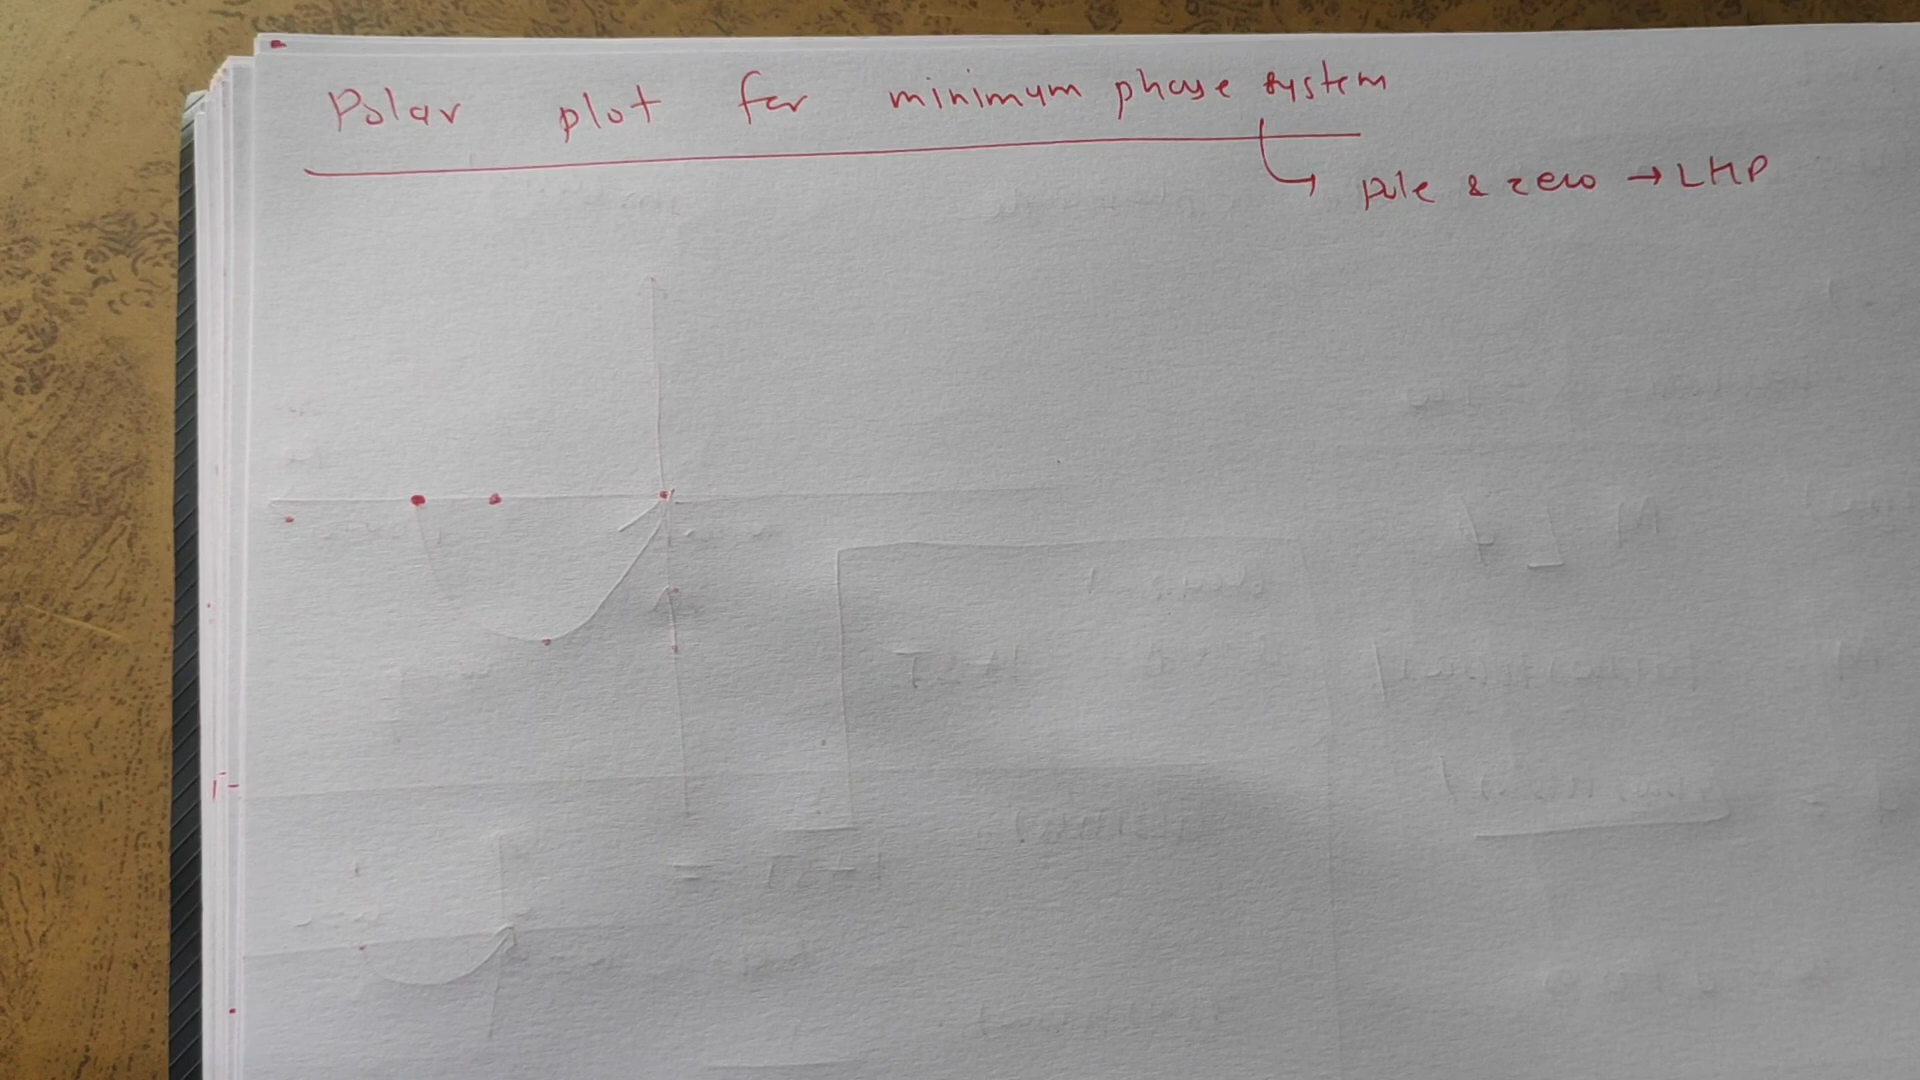 Polar plot for minimum phase system
pole & zero → LHP